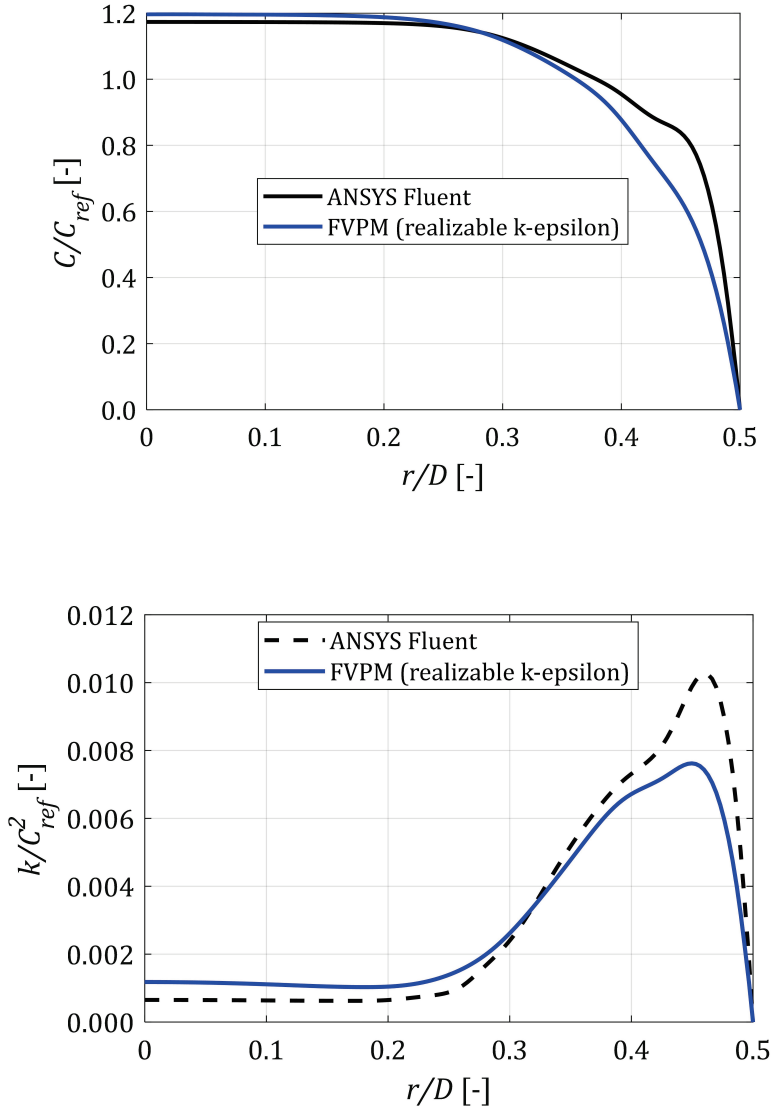 1.2
1.0
0.8
0.6
0.4
0.2
0.0
C/C_ref [-]
ANSYS Fluent
FVPM (realizable k-epsilon)
0 0.1 0.2 0.3 0.4 0.5
r/D [-]
0.012
0.010
0.008
0.006
0.004
0.002
0.000
k/C²_ref [-]
ANSYS Fluent
FVPM (realizable k-epsilon)
0 0.1 0.2 0.3 0.4 0.5
r/D [-]